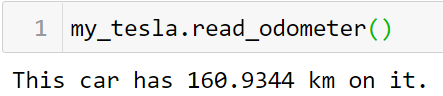 1 my_tesla.read_odometer()
This car has 160.9344 km on it.